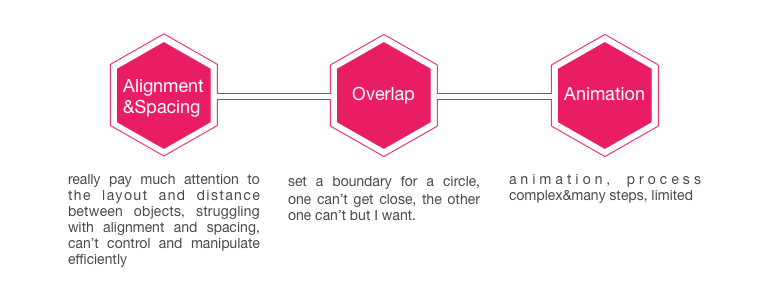 Alignment
&Spacing
Overlap
Animation
really pay much attention to
the layout and distance
between objects, struggling
with alignment and spacing,
can't control and manipulate
efficiently
set a boundary for a circle,
one can't get close, the other
one can't but I want.
animation, process
complex&many steps, limited